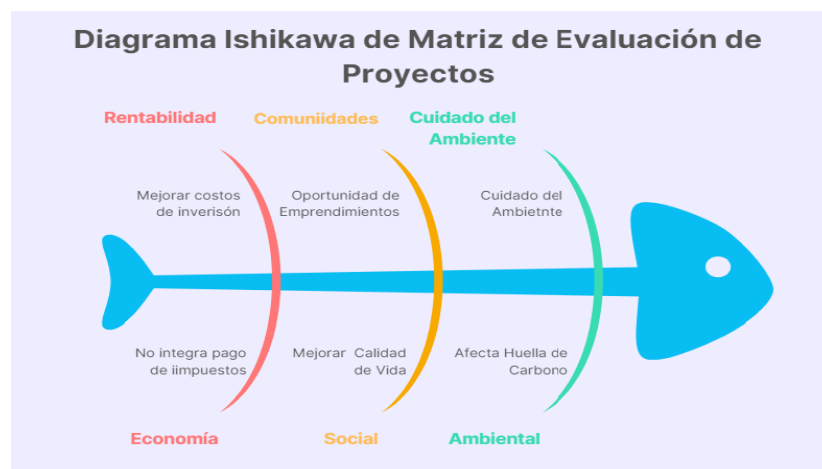 Diagrama Ishikawa de Matriz de Evaluación de
Proyectos
Rentabilidad
Comuniidades
Cuidado del
Ambiente
Mejorar costos
de inverisón
Oportunidad de
Emprendimientos
Cuidado del
Ambietnte
No integra pago
de iimpuestos
Mejorar Calidad
de Vida
Afecta Huella de
Carbono
Economía
Social
Ambiental